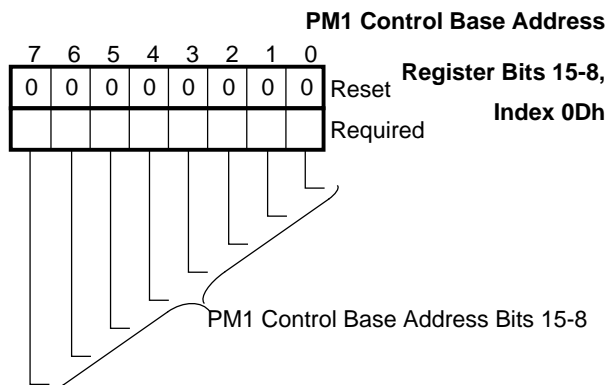 PM1 Control Base Address
Register Bits 15-8,
Index 0Dh
7 6 5 4 3 2 1 0
0 0 0 0 0 0 0 0 Reset
Required
PM1 Control Base Address Bits 15-8